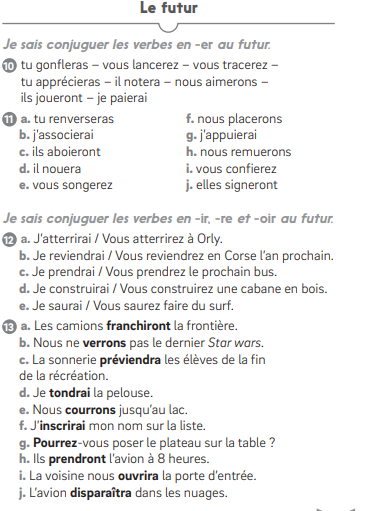 Le futur
Je sais conjuguer les verbes en -er au futur.
10 tu gonfleras – vous lancerez – vous tracerez –
tu apprécieras – il notera – nous aimerons –
ils joueront – je paierai
11 a. tu renverseras
b. j'associerai
c. ils aboieront
d. il nouera
e. vous songerez
f. nous placerons
g. j'appuierai
h. nous remuerons
i. vous confierez
j. elles signeront
Je sais conjuguer les verbes en -ir, -re et -oir au futur.
12 a. J'atterrirai / Vous atterrirez à Orly.
b. Je reviendrai / Vous reviendrez en Corse l'an prochain.
c. Je prendrai / Vous prendrez le prochain bus.
d. Je construirai / Vous construirez une cabane en bois.
e. Je saurai / Vous saurez faire du surf.
13 a. Les camions franchiront la frontière.
b. Nous ne verrons pas le dernier Star wars.
c. La sonnerie préviendra les élèves de la fin
de la récréation.
d. Je tondrai la pelouse.
e. Nous courrons jusqu'au lac.
f. J'inscrirai mon nom sur la liste.
g. Pourrez-vous poser le plateau sur la table ?
h. Ils prendront l'avion à 8 heures.
i. La voisine nous ouvrira la porte d'entrée.
j. L'avion disparaîtra dans les nuages.